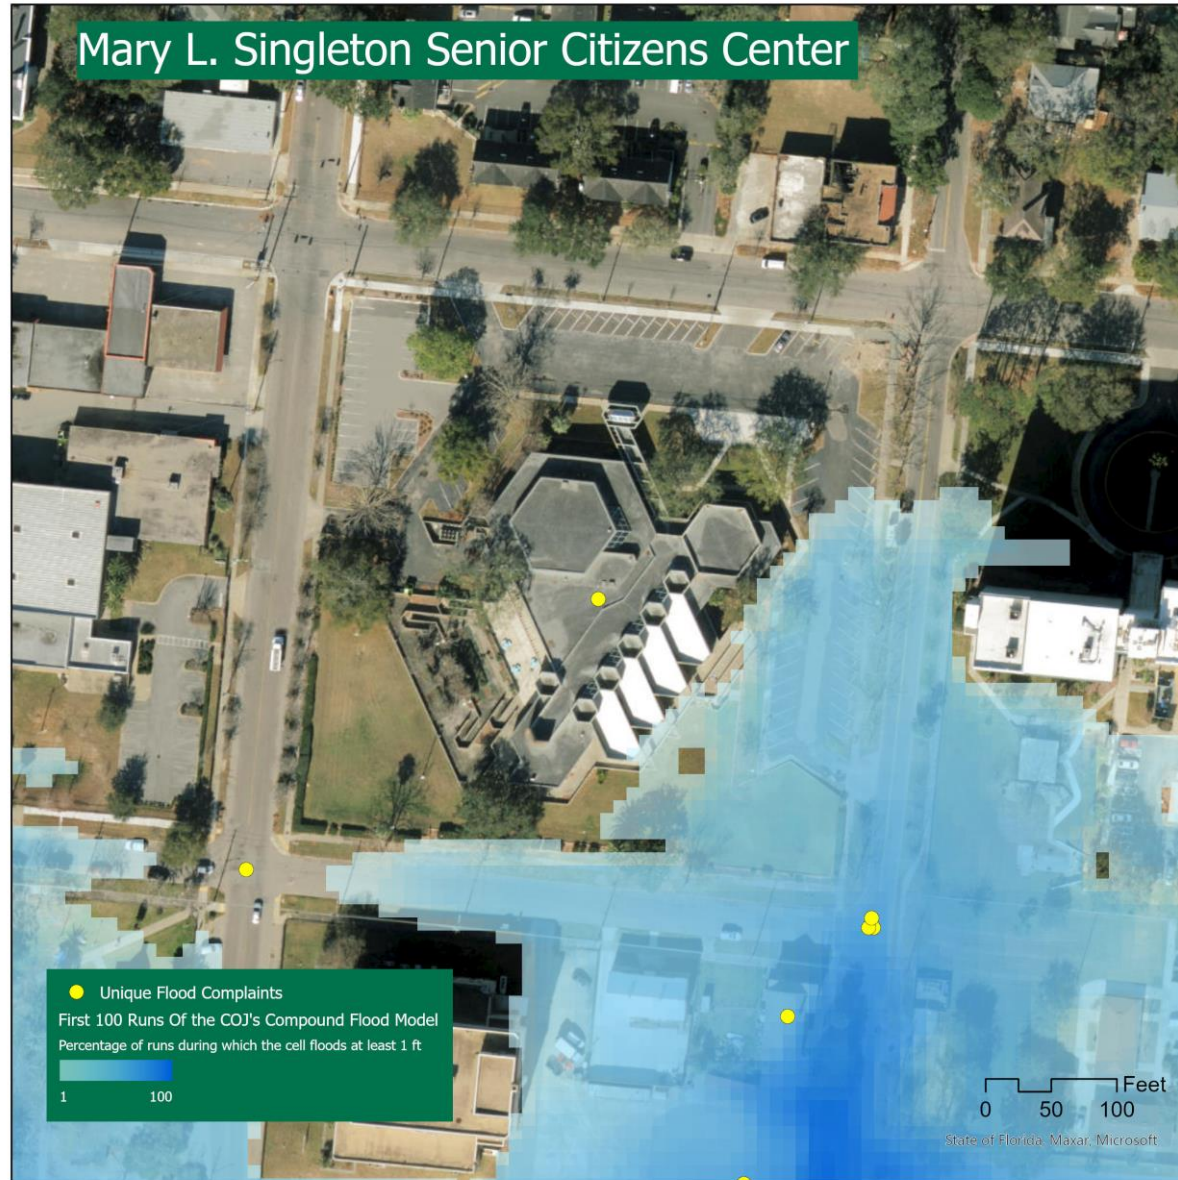 Mary L. Singleton Senior Citizens Center
Unique Flood Complaints
First 100 Runs Of the COJ's Compound Flood Model
Percentage of runs during which the cell floods at least 1 ft
1 100
Feet
0 50 100
State of Florida, Maxar, Microsoft